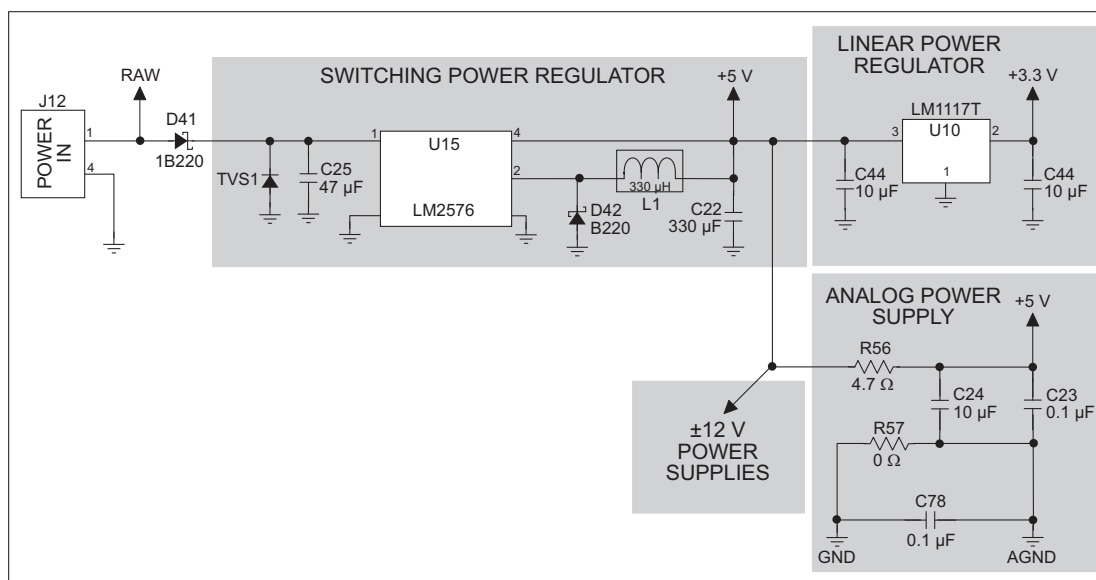 SWITCHING POWER REGULATOR
LINEAR POWER
REGULATOR
RAW
+5 V
+3.3 V
J12
POWER
IN
1
4
D41
1B220
TVS1
C25
47 µF
1
U15
LM2576
4
2
D42
B220
330 µH
L1
C22
330 µF
LM1117T
3
U10
2
1
C44
10 µF
C44
10 µF
ANALOG POWER
SUPPLY
+5 V
R56
4.7 Ω
C24
10 µF
C23
0.1 µF
R57
0 Ω
C78
0.1 µF
GND
AGND
±12 V
POWER
SUPPLIES